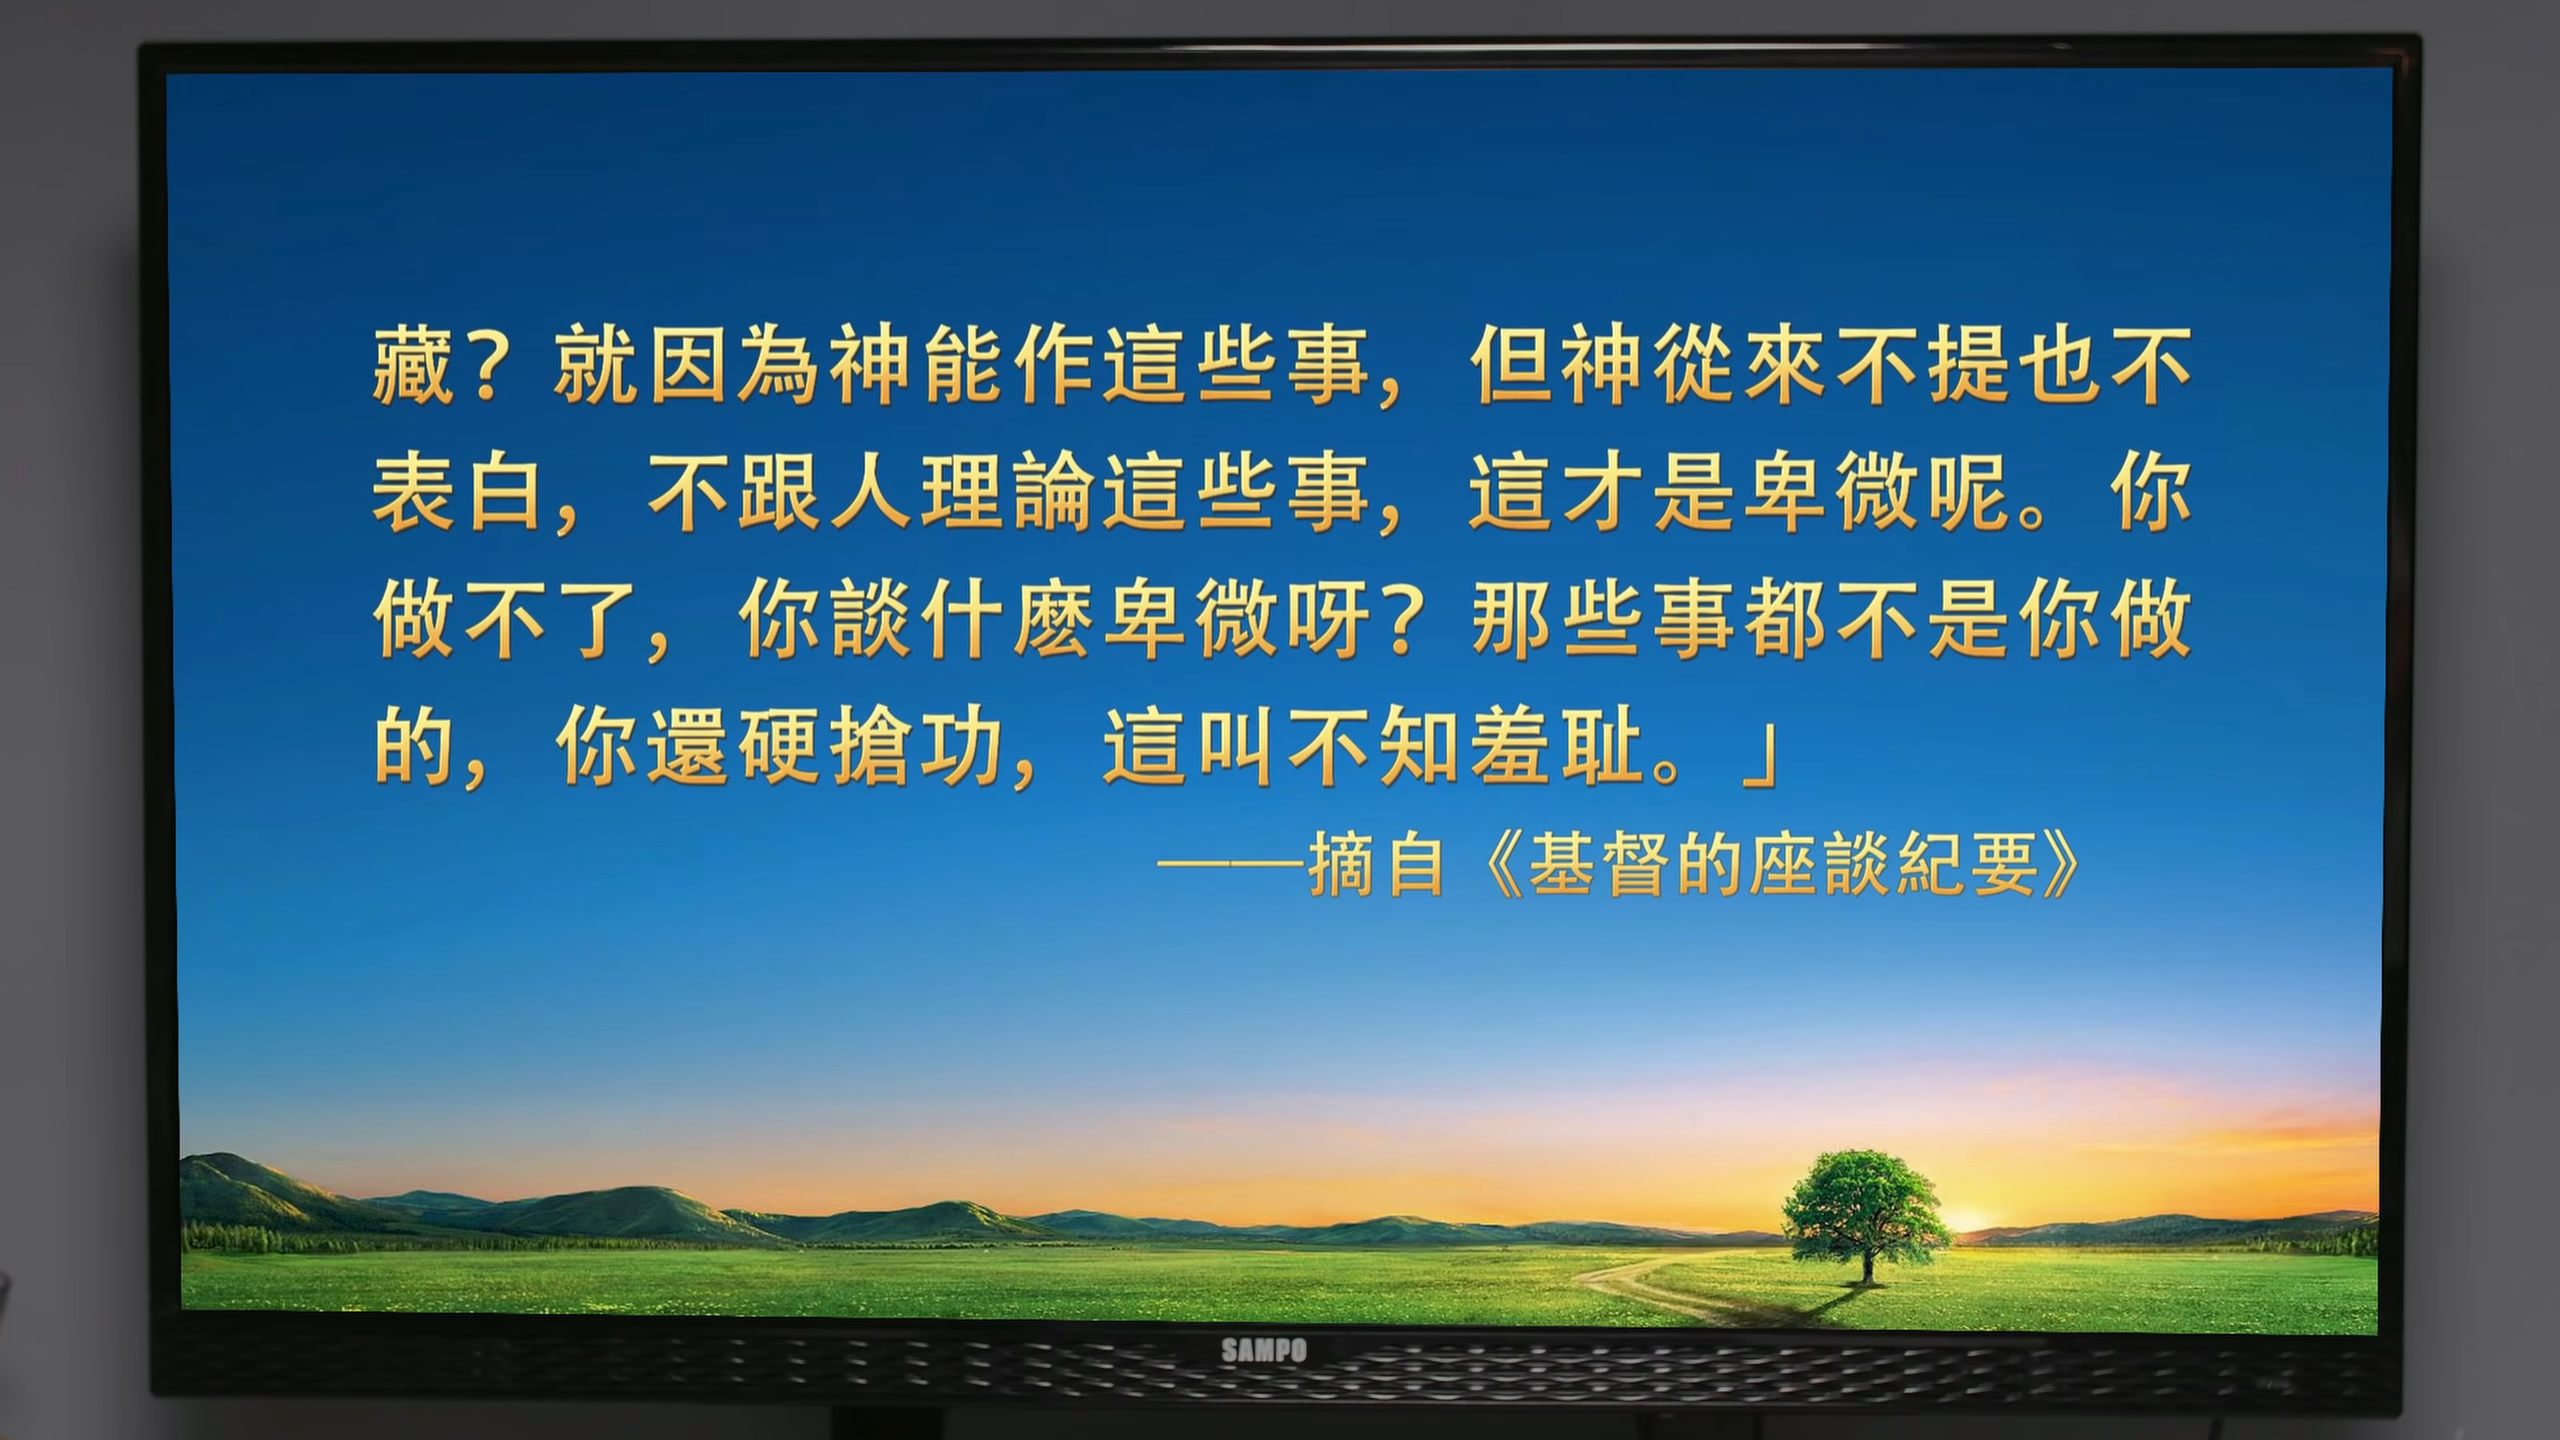 藏？就因為神能作這些事，但神從來不提也不
表白，不跟人理論這些事，這才是卑微呢。你
做不了，你談什麽卑微呀？那些事都不是你做
的，你還硬搶功，這叫不知羞耻。」
——摘自《基督的座談紀要》
SAMPO